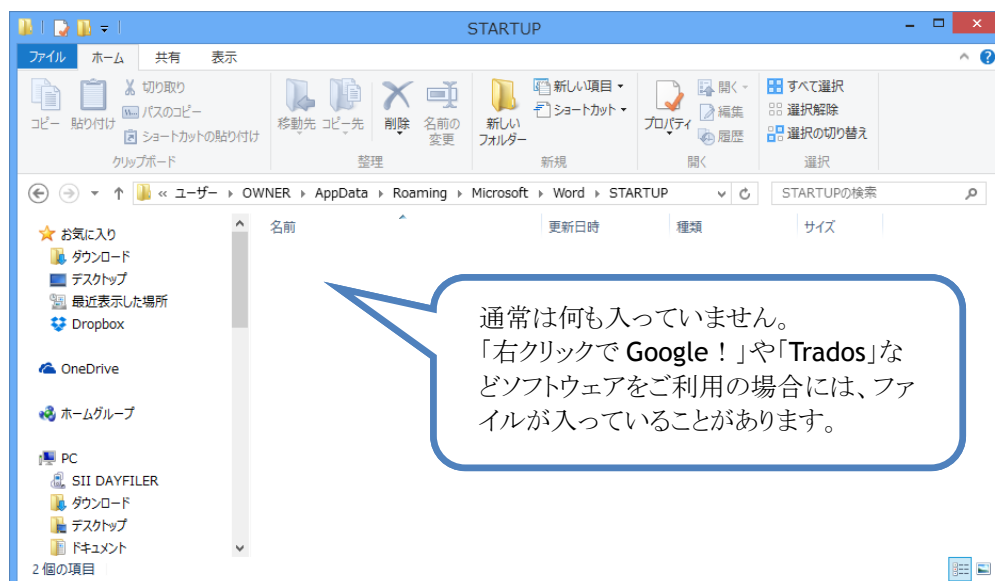 STARTUP
ファイル ホーム 共有 表示
コピー 貼り付け 切り取り パスのコピー ショートカットの貼り付け
移動先 コピー先 削除 名前の変更
新しいフォルダー 新しい項目 ショートカット
プロパティ 開く 編集 履歴
すべて選択 選択解除 選択の切り替え
クリップボード 整理 新規 開く 選択
« ユーザー OWNER AppData Roaming Microsoft Word STARTUP STARTUPの検索
名前 更新日時 種類 サイズ
お気に入り
ダウンロード
デスクトップ
最近表示した場所
Dropbox
OneDrive
ホームグループ
PC
SII DAYFILER
ダウンロード
デスクトップ
ドキュメント
通常は何も入っていません。
「右クリックで Google！」や「Trados」な
どソフトウェアをご利用の場合には、ファ
イルが入っていることがあります。
2 個の項目